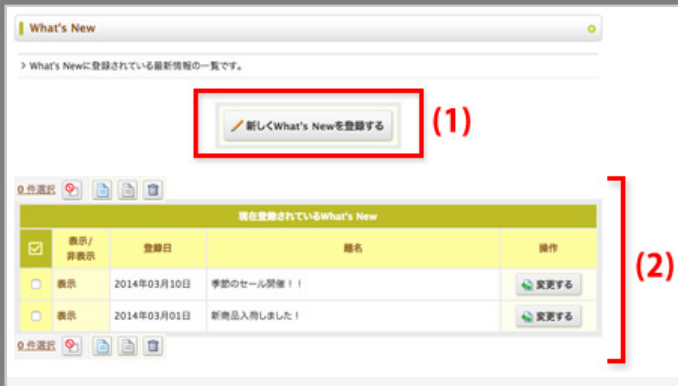 What's New
> What's Newに登録されている最新情報の一覧です。
新しくWhat's Newを登録する
(1)
0 件選択
現在登録されているWhat's New
表示/
非表示
登録日
題名
操作
表示
2014年03月10日
季節のセール開催！！
変更する
表示
2014年03月01日
新商品入荷しました！
変更する
(2)
0 件選択